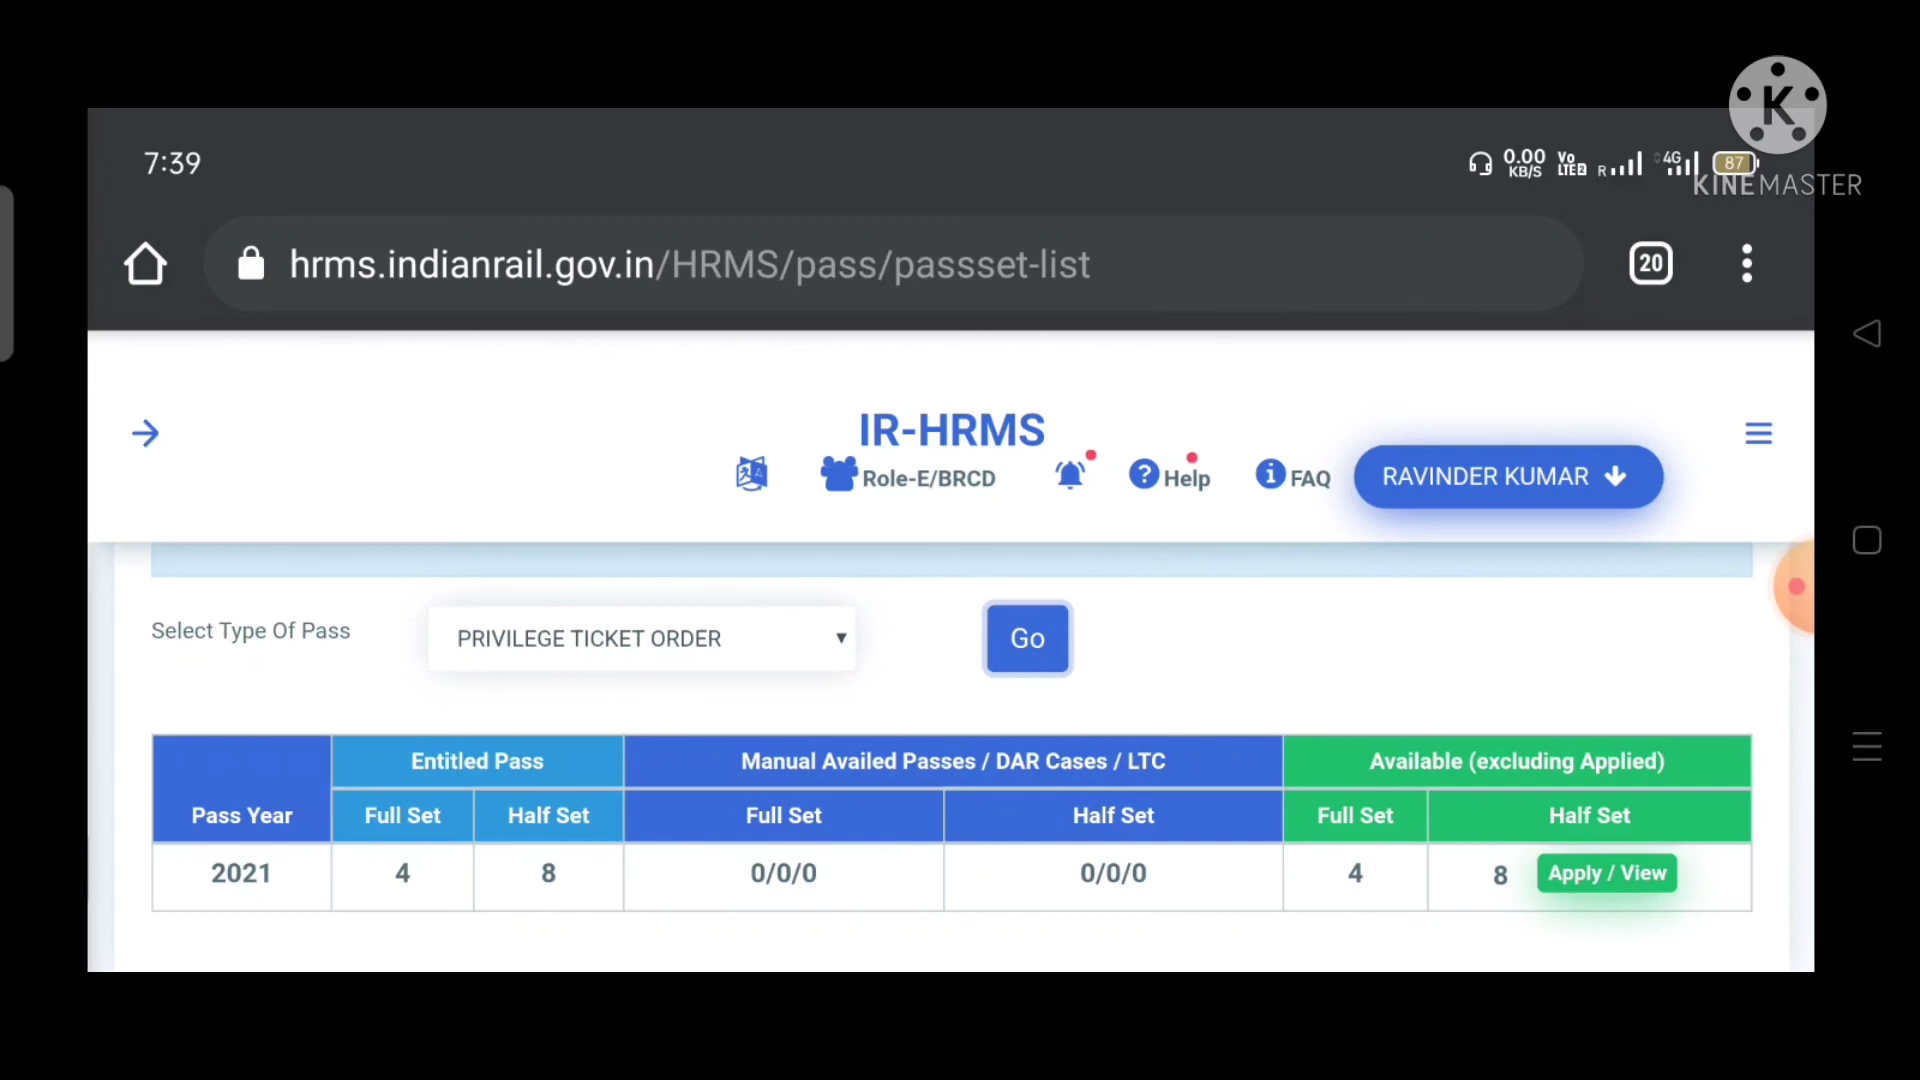 7:39
0.00
KB/S
Vo
LTE2
R
4G
87
K
KINEMASTER
hrms.indianrail.gov.in/HRMS/pass/passset-list
20
IR-HRMS
Role-E/BRCD
? Help
i FAQ
RAVINDER KUMAR
Select Type Of Pass
PRIVILEGE TICKET ORDER
Go
Pass Year
Entitled Pass
Manual Availed Passes / DAR Cases / LTC
Available (excluding Applied)
Full Set Half Set Full Set Half Set Full Set Half Set
2021 4 8 0/0/0 0/0/0 4 8 Apply / View